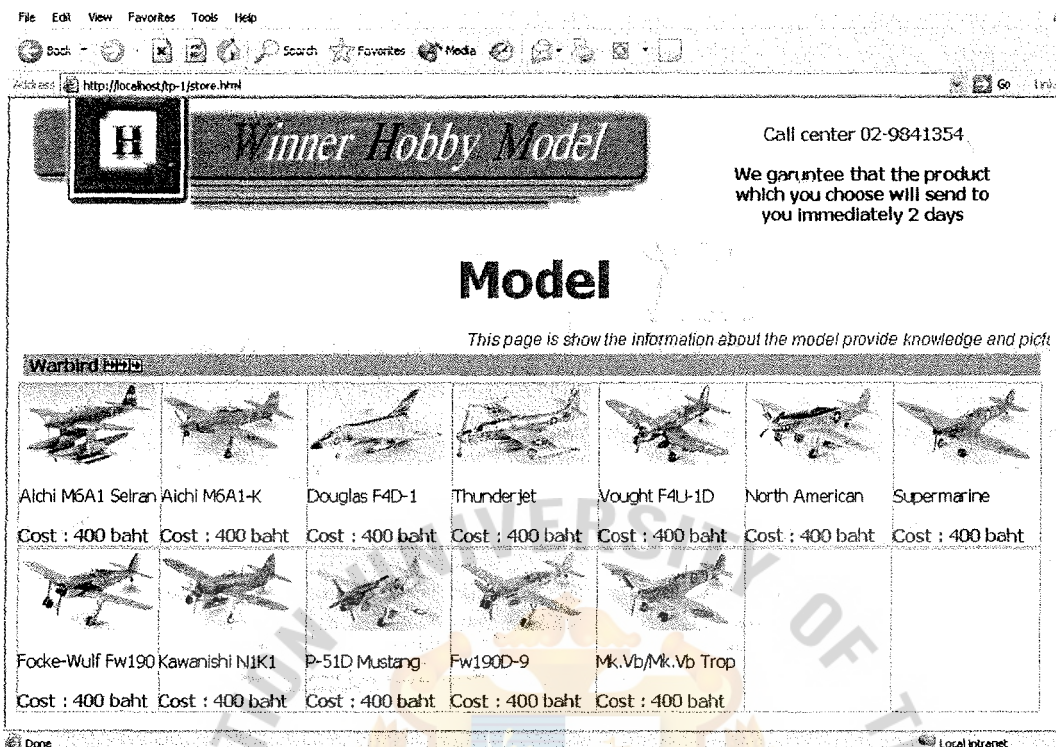 File Edit View Favorites Tools Help
Back Search Favorites Media
Address http://localhost/tp-1/store.html Go
H Winner Hobby Model
Call center 02-9841354
We garuntee that the product
which you choose will send to
you immediately 2 days
Model
This page is show the information about the model provide knowledge and pictu
Warbird
Aichi M6A1 Seiran Aichi M6A1-K Douglas F4D-1 Thunderjet Vought F4U-1D North American Supermarine
Cost : 400 baht Cost : 400 baht Cost : 400 baht Cost : 400 baht Cost : 400 baht Cost : 400 baht Cost : 400 baht
Focke-Wulf Fw190 Kawanishi N1K1 P-51D Mustang Fw190D-9 Mk.Vb/Mk.Vb Trop
Cost : 400 baht Cost : 400 baht Cost : 400 baht Cost : 400 baht Cost : 400 baht
Done Local intranet